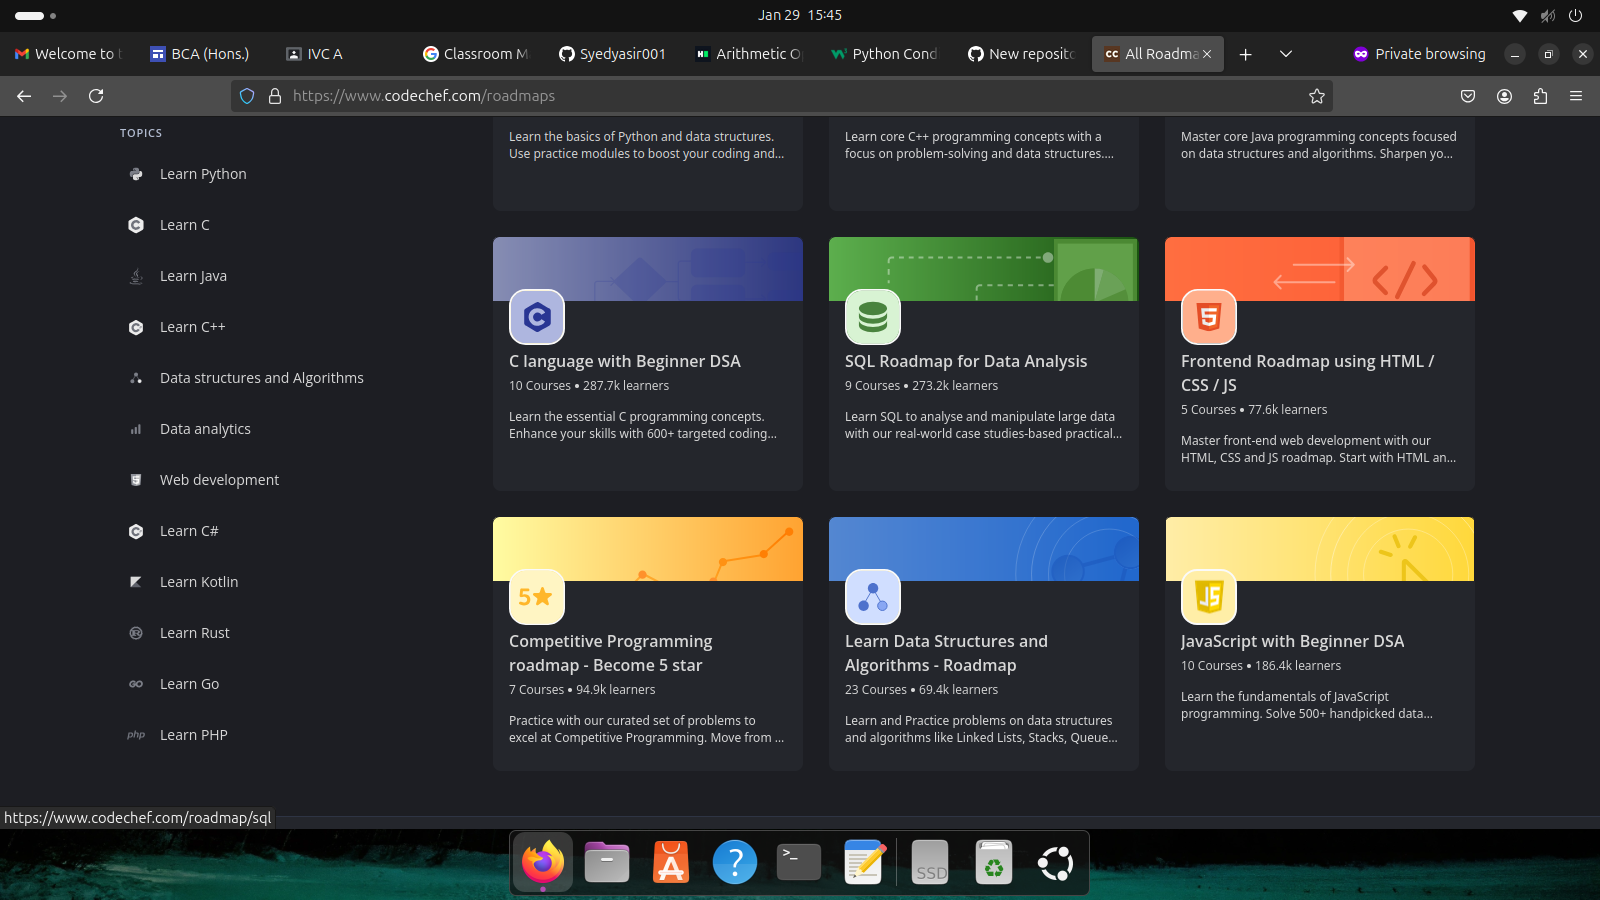 Jan 29 15:45
Welcome to t
BCA (Hons.)
IVC A
Classroom M
Syedyasir001
Arithmetic Op
Python Cond
New reposito
CC All Roadma
Private browsing
https://www.codechef.com/roadmaps
TOPICS
Learn Python
Learn C
Learn Java
Learn C++
Data structures and Algorithms
Data analytics
Web development
Learn C#
Learn Kotlin
Learn Rust
GO Learn Go
php Learn PHP
Learn the basics of Python and data structures.
Use practice modules to boost your coding and...
Learn core C++ programming concepts with a
focus on problem-solving and data structures....
Master core Java programming concepts focused
on data structures and algorithms. Sharpen yo...
C
C language with Beginner DSA
10 Courses • 287.7k learners
Learn the essential C programming concepts.
Enhance your skills with 600+ targeted coding...
SQL Roadmap for Data Analysis
9 Courses • 273.2k learners
Learn SQL to analyse and manipulate large data
with our real-world case studies-based practical...
</>
5
Frontend Roadmap using HTML /
CSS / JS
5 Courses • 77.6k learners
Master front-end web development with our
HTML, CSS and JS roadmap. Start with HTML an...
5★
Competitive Programming
roadmap - Become 5 star
7 Courses • 94.9k learners
Practice with our curated set of problems to
excel at Competitive Programming. Move from ...
Learn Data Structures and
Algorithms - Roadmap
23 Courses • 69.4k learners
Learn and Practice problems on data structures
and algorithms like Linked Lists, Stacks, Queue...
JS
JavaScript with Beginner DSA
10 Courses • 186.4k learners
Learn the fundamentals of JavaScript
programming. Solve 500+ handpicked data...
https://www.codechef.com/roadmap/sql
?
>_
SSD